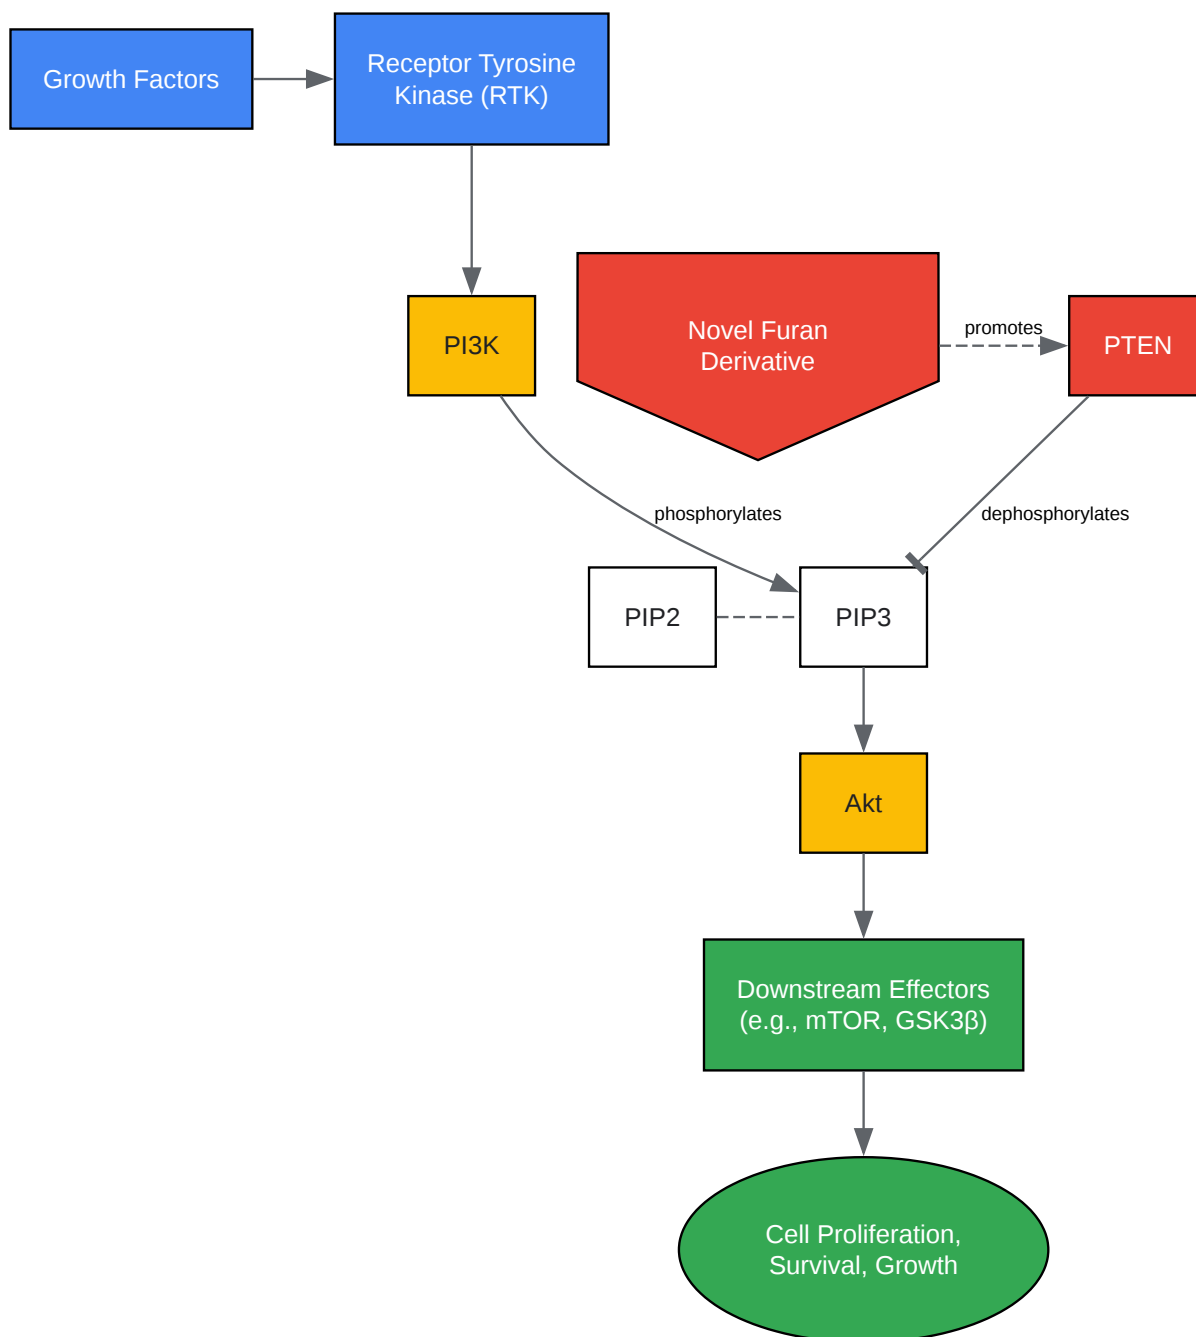 Growth Factors
Receptor Tyrosine
Kinase (RTK)
PI3K
Novel Furan
Derivative
promotes
PTEN
phosphorylates
dephosphorylates
PIP2
PIP3
Akt
Downstream Effectors
(e.g., mTOR, GSK3β)
Cell Proliferation,
Survival, Growth